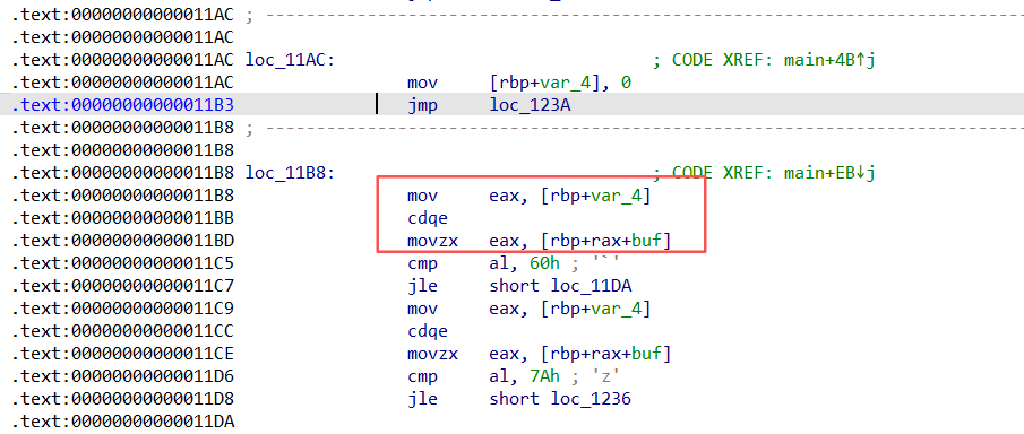 .text:00000000000011AC ; ---------------------------------------------------------------------------
.text:00000000000011AC
.text:00000000000011AC loc_11AC:                               ; CODE XREF: main+4B↑j
.text:00000000000011AC                 mov     [rbp+var_4], 0
.text:00000000000011B3                 jmp     loc_123A
.text:00000000000011B8 ; ---------------------------------------------------------------------------
.text:00000000000011B8
.text:00000000000011B8 loc_11B8:                               ; CODE XREF: main+EB↓j
.text:00000000000011B8                 mov     eax, [rbp+var_4]
.text:00000000000011BB                 cdqe
.text:00000000000011BD                 movzx   eax, [rbp+rax+buf]
.text:00000000000011C5                 cmp     al, 60h ; '`'
.text:00000000000011C7                 jle     short loc_11DA
.text:00000000000011C9                 mov     eax, [rbp+var_4]
.text:00000000000011CC                 cdqe
.text:00000000000011CE                 movzx   eax, [rbp+rax+buf]
.text:00000000000011D6                 cmp     al, 7Ah ; 'z'
.text:00000000000011D8                 jle     short loc_1236
.text:00000000000011DA